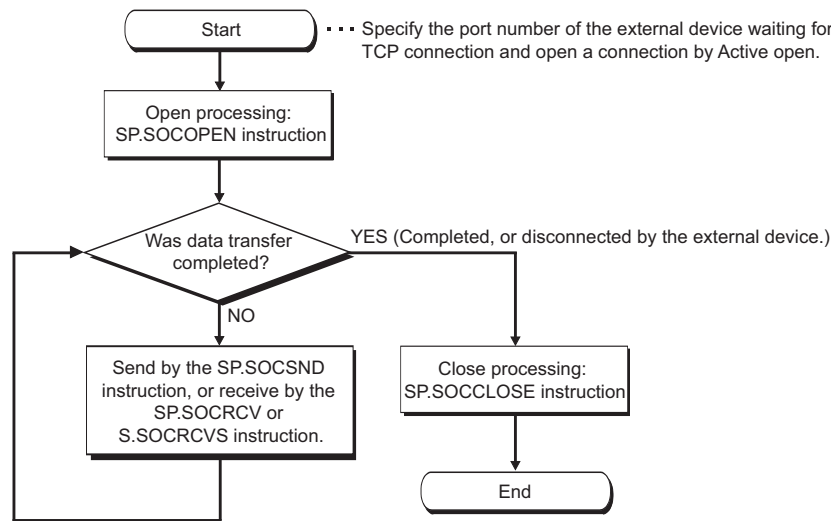 Start
··· Specify the port number of the external device waiting for
TCP connection and open a connection by Active open.
Open processing:
SP.SOCOPEN instruction
Was data transfer
completed?
YES (Completed, or disconnected by the external device.)
NO
Send by the SP.SOCSND
instruction, or receive by the
SP.SOCRCV or
S.SOCRCVS instruction.
Close processing:
SP.SOCCLOSE instruction
End